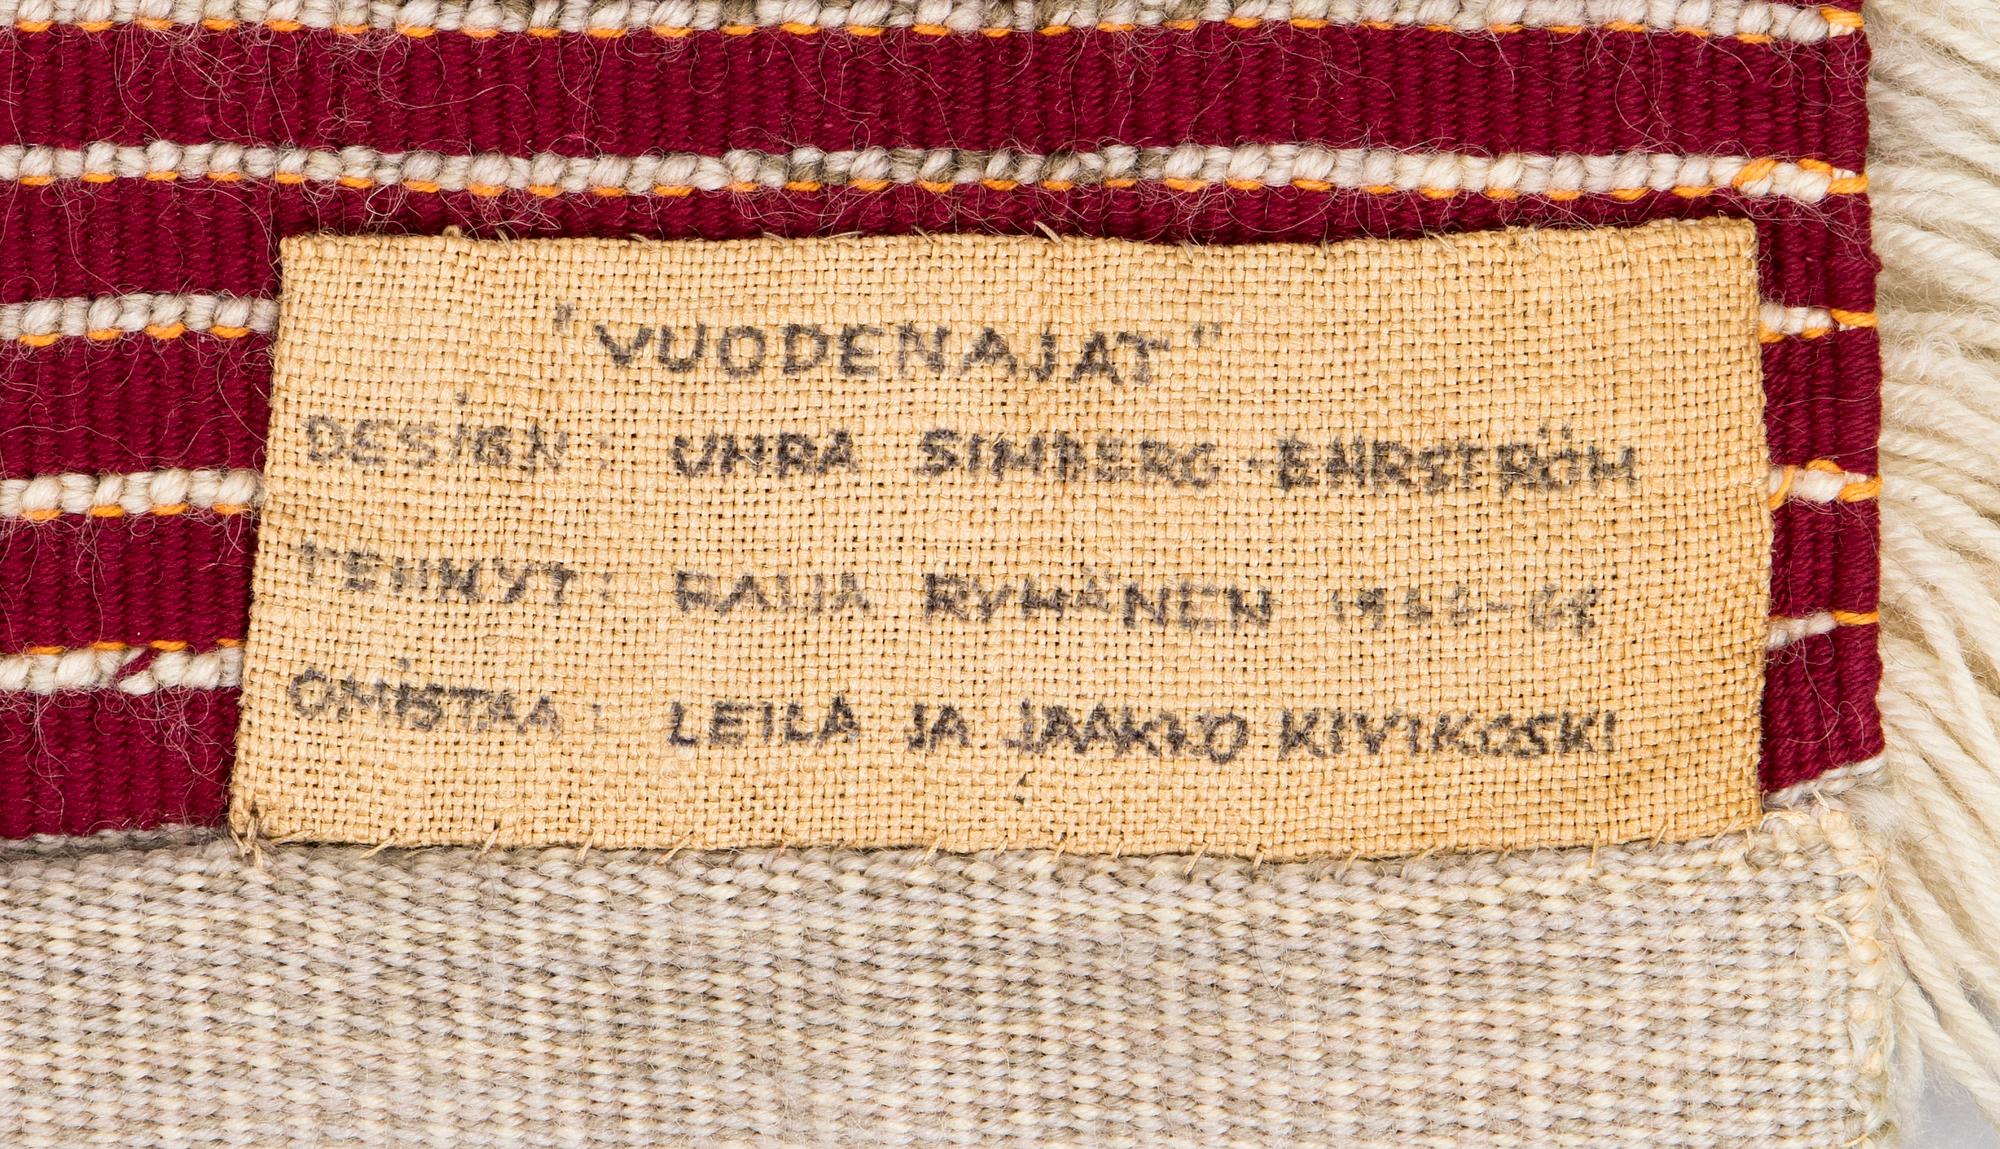 "VUODENAJAT"
DESIGN: UHRA SIMBERG-EHRSTRÖM
TEHNYT: RAIJA RYHÄNEN
OMISTAA: LEILA JA JAAKKO KIVIKOSKI